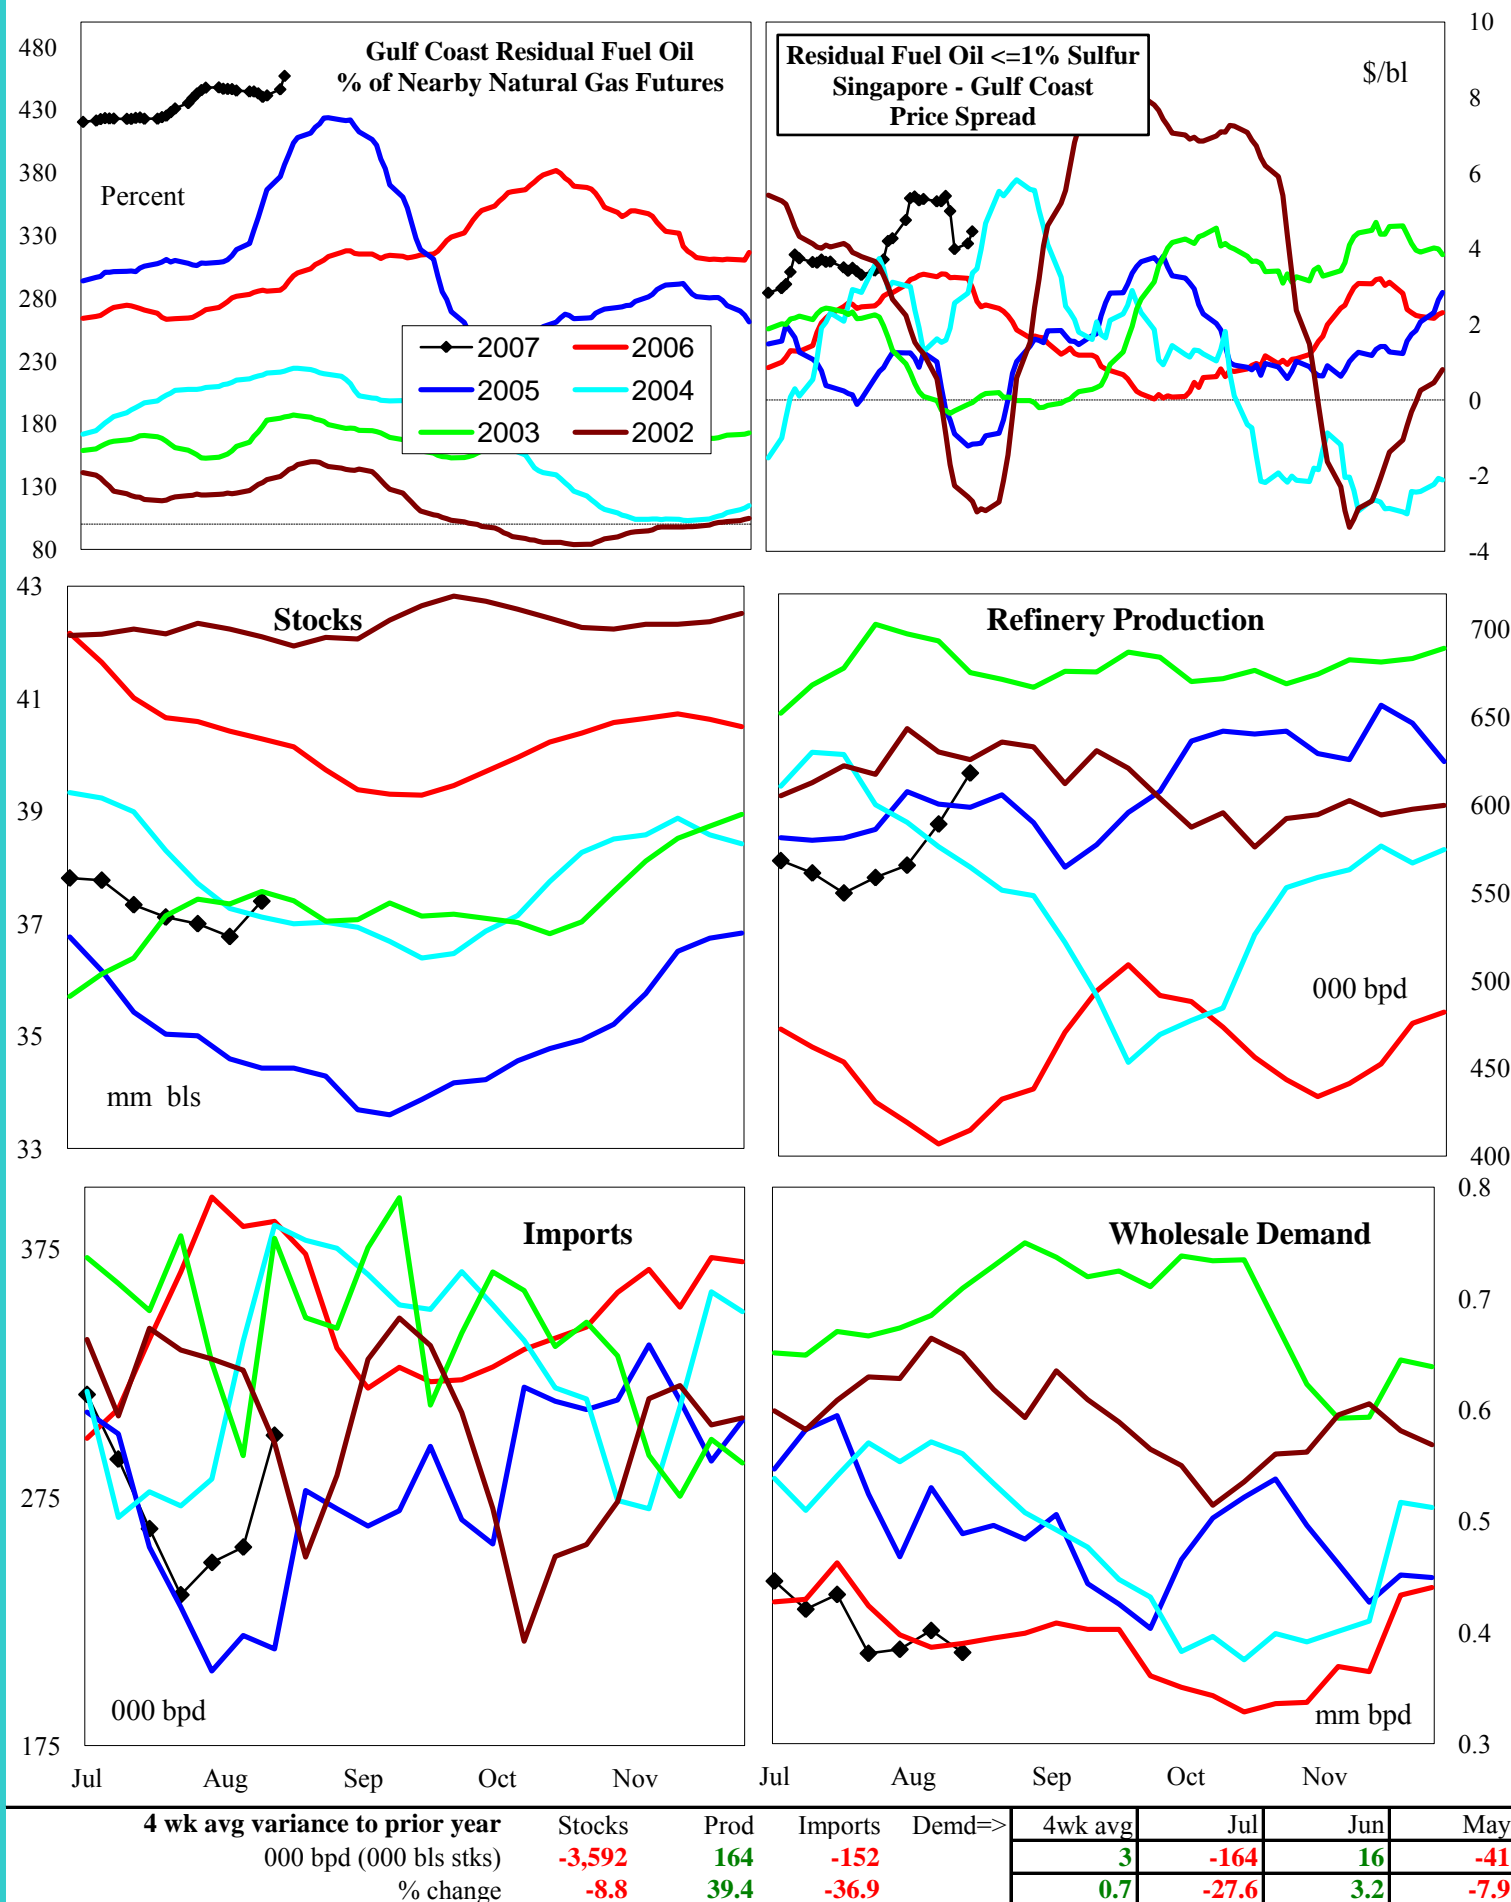 480
430
380
330
280
230
180
130
80
Gulf Coast Residual Fuel Oil
% of Nearby Natural Gas Futures
Percent
2007 2006
2005 2004
2003 2002
Residual Fuel Oil <=1% Sulfur
Singapore - Gulf Coast
Price Spread
$/bl
10
8
6
4
2
0
-2
-4
43
41
39
37
35
33
Stocks
mm bls
Refinery Production
000 bpd
700
650
600
550
500
450
400
375
275
175
Imports
000 bpd
Jul Aug Sep Oct Nov
Wholesale Demand
mm bpd
0.8
0.7
0.6
0.5
0.4
0.3
Jul Aug Sep Oct Nov
4 wk avg variance to prior year Stocks Prod Imports Demd=> 4wk avg Jul Jun May
000 bpd (000 bls stks) -3,592 164 -152 3 -164 16 -41
% change -8.8 39.4 -36.9 0.7 -27.6 3.2 -7.9